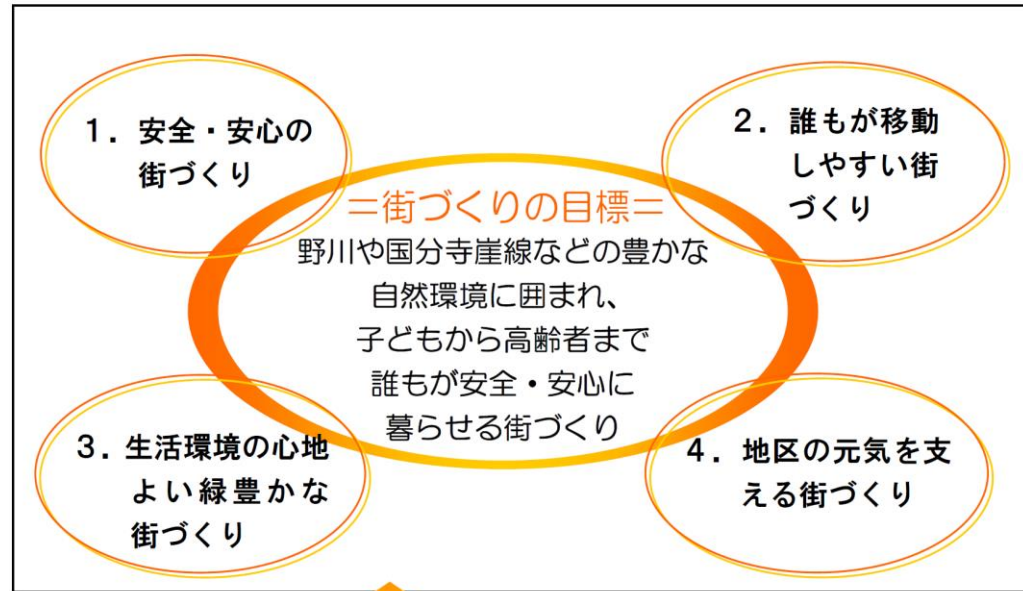 1．安全・安心の
街づくり
2．誰もが移動
しやすい街
づくり
＝街づくりの目標＝
野川や国分寺崖線などの豊かな
自然環境に囲まれ、
子どもから高齢者まで
誰もが安全・安心に
暮らせる街づくり
3．生活環境の心地
よい緑豊かな
街づくり
4．地区の元気を支
える街づくり